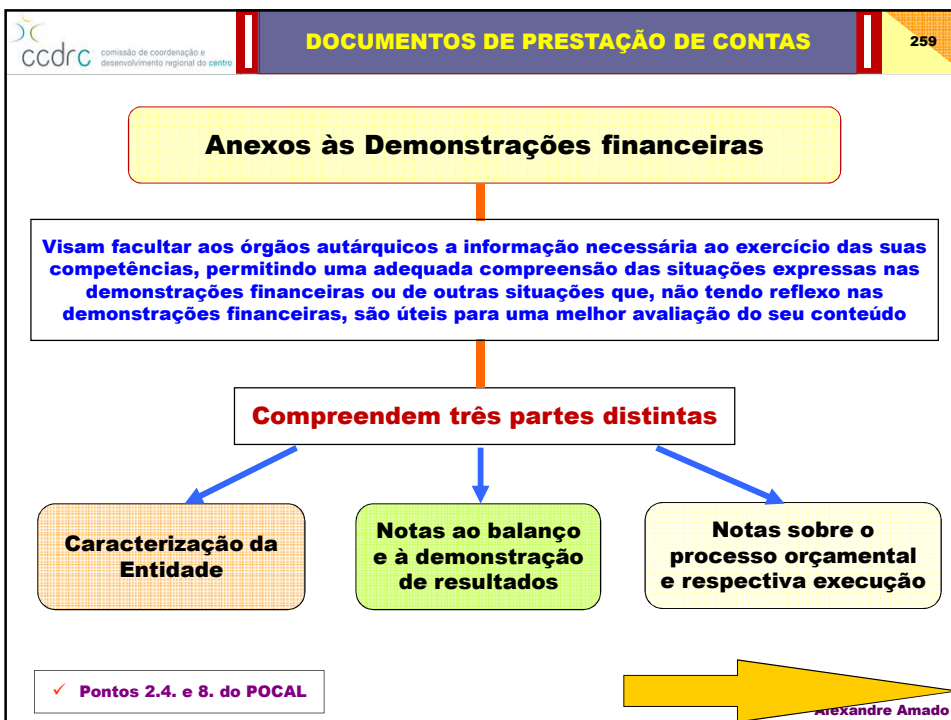 ccdrc
comissão de coordenação e
desenvolvimento regional do centro
DOCUMENTOS DE PRESTAÇÃO DE CONTAS
259
Anexos às Demonstrações financeiras
Visam facultar aos órgãos autárquicos a informação necessária ao exercício das suas
competências, permitindo uma adequada compreensão das situações expressas nas
demonstrações financeiras ou de outras situações que, não tendo reflexo nas
demonstrações financeiras, são úteis para uma melhor avaliação do seu conteúdo
Compreendem três partes distintas
Caracterização da
Entidade
Notas ao balanço
e à demonstração
de resultados
Notas sobre o
processo orçamental
e respectiva execução
✓ Pontos 2.4. e 8. do POCAL
Alexandre Amado